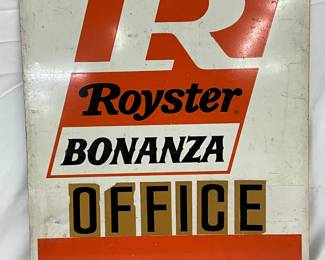 R
Royster
BONANZA
OFFICE